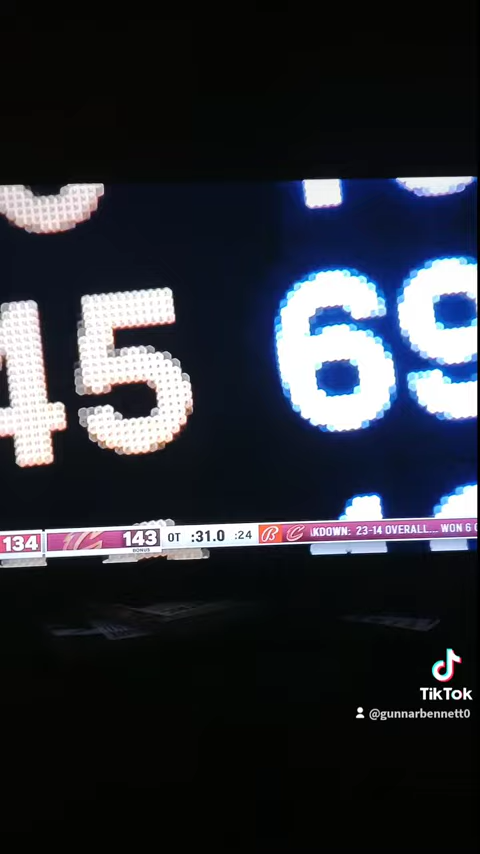 45 69
134 143 OT :31.0 :24 B C KDOWN: 23-14 OVERALL... WON 6
BONUS
TikTok
@gunnarbennett0